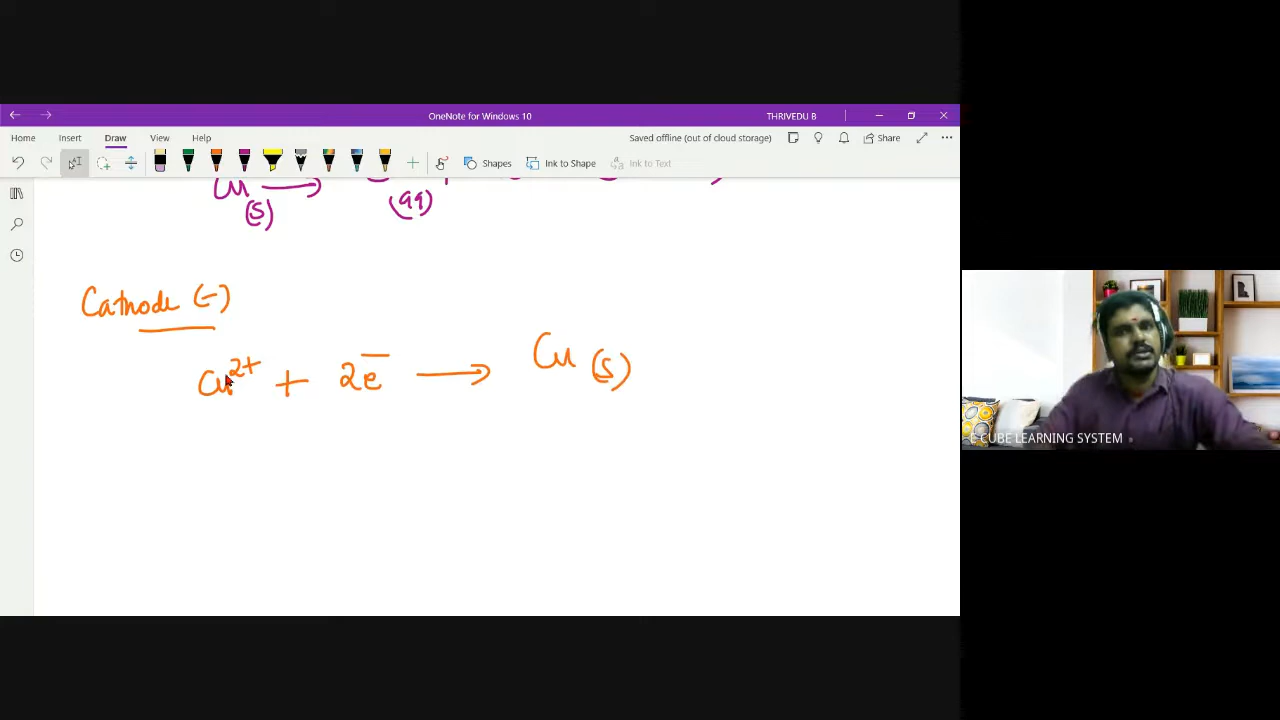 OneNote for Windows 10
THRIVEDU B
Home Insert Draw View Help
Saved offline (out of cloud storage)
Share
Shapes
Ink to Shape
Ink to Text
Cu ⟶
(s) (aq)
Cathode (-)
Cu²⁺ + 2e⁻ ⟶ Cu (s)
E CUBE LEARNING SYSTEM